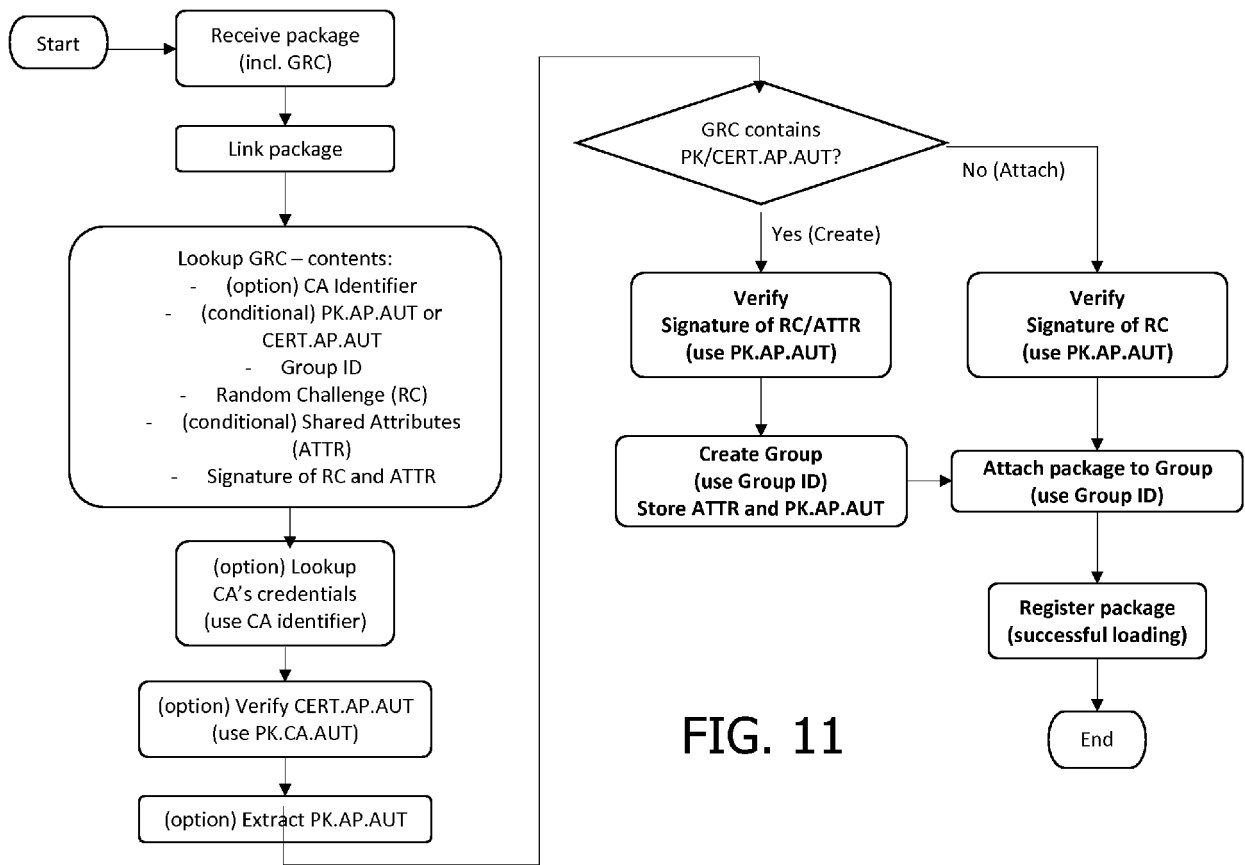 Start
Receive package
(incl. GRC)
Link package
Lookup GRC – contents:
- (option) CA Identifier
- (conditional) PK.AP.AUT or
CERT.AP.AUT
- Group ID
- Random Challenge (RC)
- (conditional) Shared Attributes
(ATTR)
- Signature of RC and ATTR
(option) Lookup
CA's credentials
(use CA identifier)
(option) Verify CERT.AP.AUT
(use PK.CA.AUT)
(option) Extract PK.AP.AUT
GRC contains
PK/CERT.AP.AUT?
No (Attach)
Yes (Create)
Verify
Signature of RC/ATTR
(use PK.AP.AUT)
Verify
Signature of RC
(use PK.AP.AUT)
Create Group
(use Group ID)
Store ATTR and PK.AP.AUT
Attach package to Group
(use Group ID)
Register package
(successful loading)
End
FIG. 11